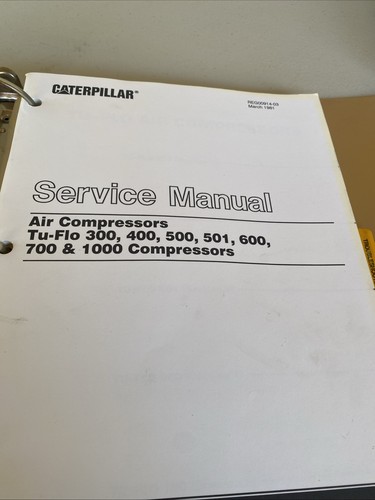 CATERPILLAR®
March 1991
Service Manual
Air Compressors
Tu-Flo 300, 400, 500, 501, 600,
700 & 1000 Compressors